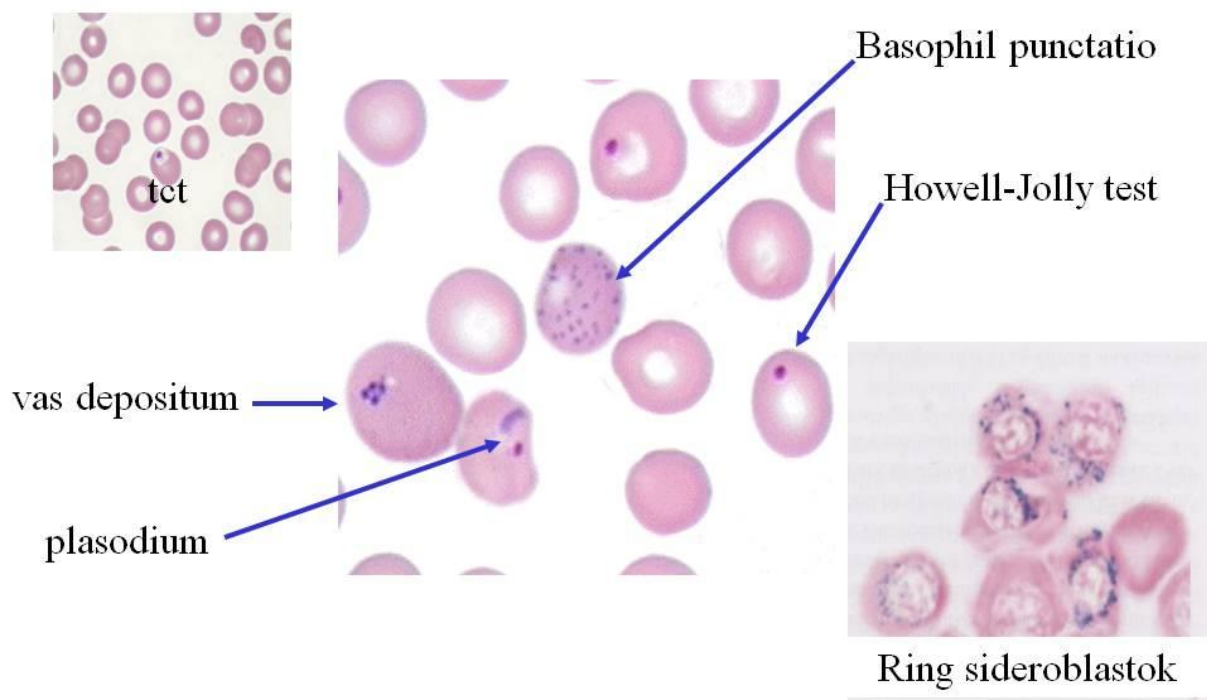 Basophil punctatio
tct
Howell-Jolly test
vas depositum
plasodium
Ring sideroblastok